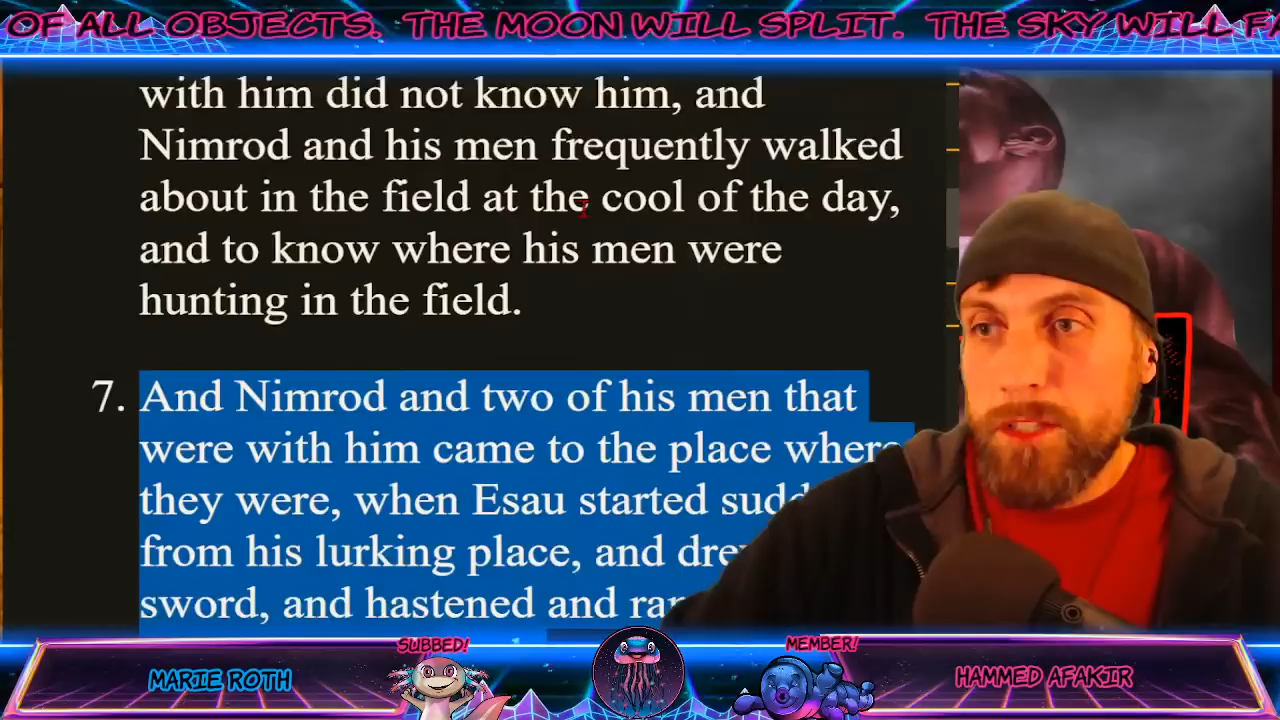 OF ALL OBJECTS. THE MOON WILL SPLIT. THE SKY WILL
with him did not know him, and
Nimrod and his men frequently walked
about in the field at the cool of the day,
and to know where his men were
hunting in the field.
7. And Nimrod and two of his men that
were with him came to the place where
they were, when Esau started
from his lurking place, and
sword, and hastened and
SUBBED!
MARIE ROTH
MEMBER!
HAMMED AFAKIR